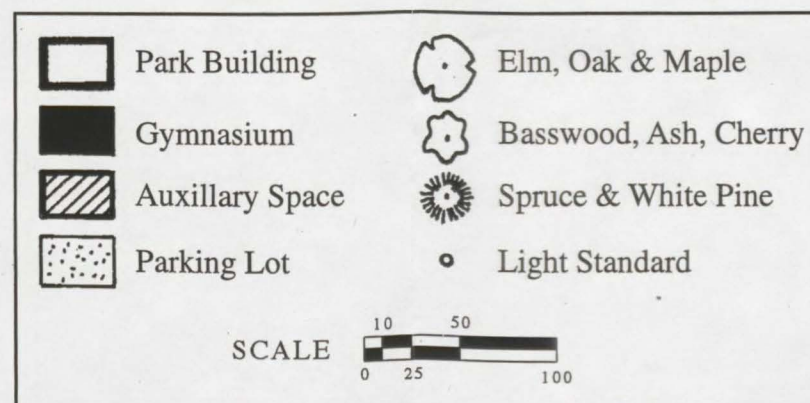 Park Building
Gymnasium
Auxillary Space
Parking Lot
Elm, Oak & Maple
Basswood, Ash, Cherry
Spruce & White Pine
Light Standard
10 50
SCALE
0 25 100